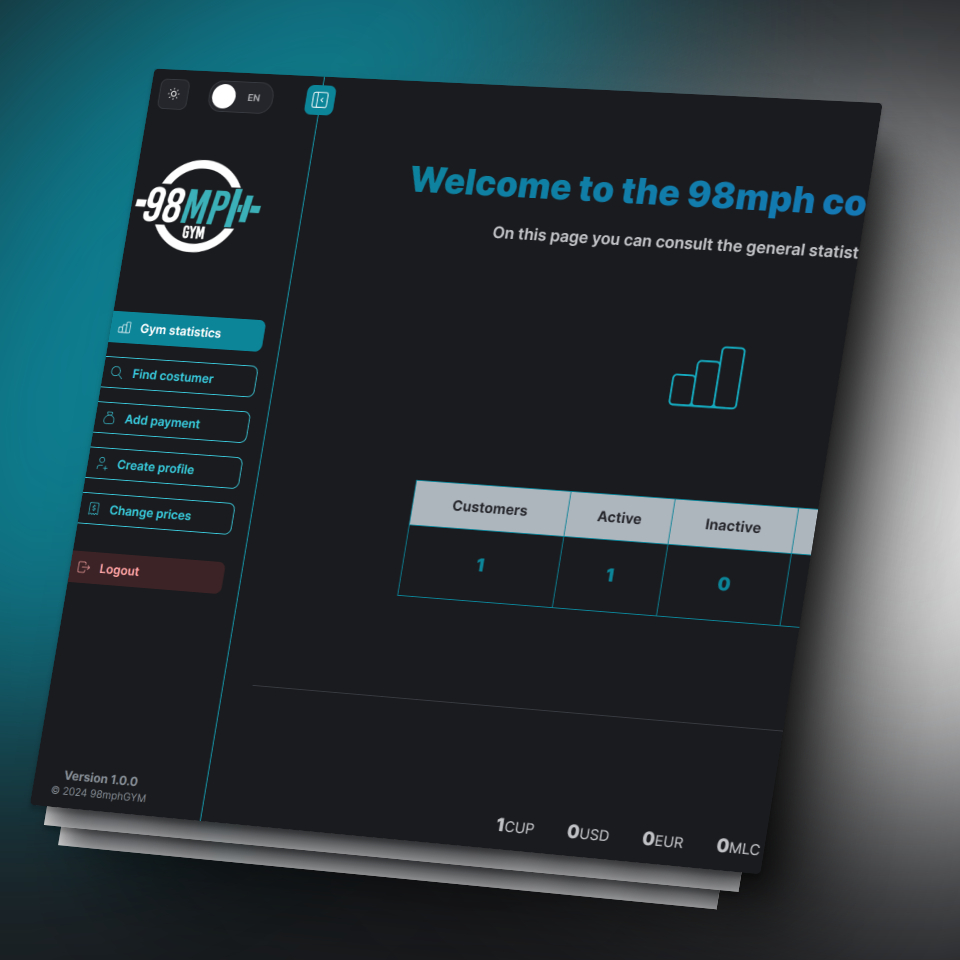 EN
-98MPH-
GYM
Gym statistics
Find costumer
Add payment
Create profile
Change prices
Logout
Version 1.0.0
© 2024 98mphGYM
Welcome to the 98mph co
On this page you can consult the general statist
Customers Active Inactive
1 1 0
1CUP 0USD 0EUR 0MLC